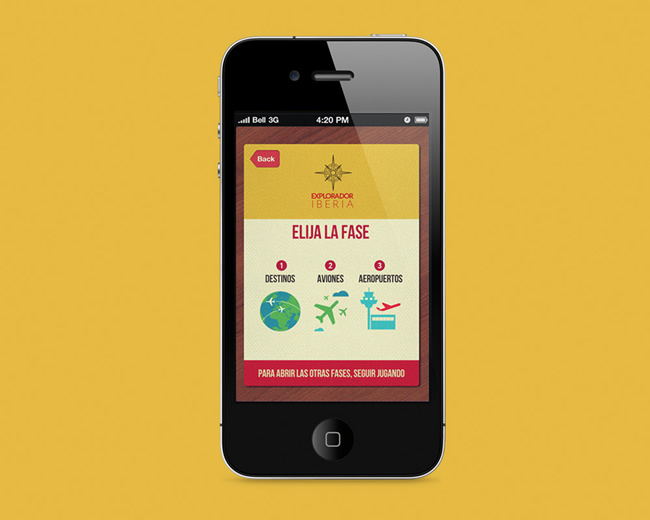 Bell 3G 4:20 PM
Back
EXPLORADOR
IBERIA
ELIJA LA FASE
1 2 3
DESTINOS AVIONES AEROPUERTOS
PARA ABRIR LAS OTRAS FASES, SEGUIR JUGANDO